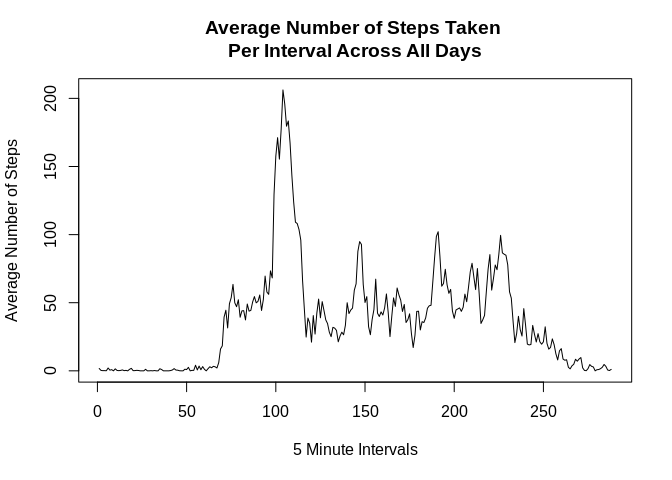 Average Number of Steps Taken
Per Interval Across All Days
Average Number of Steps
200
150
100
50
0
0 50 100 150 200 250
5 Minute Intervals